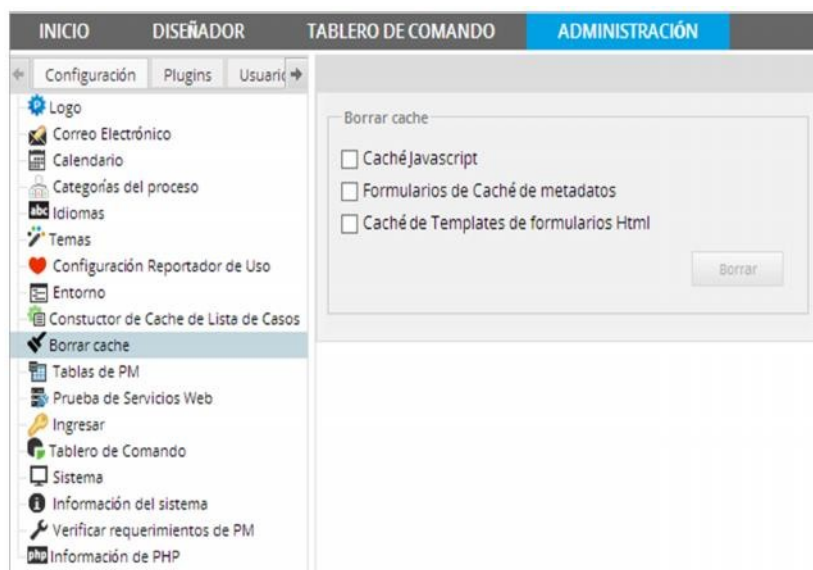 INICIO DISEÑADOR TABLERO DE COMANDO ADMINISTRACIÓN
Configuración Plugins Usuari
Logo
Correo Electrónico
Calendario
Categorías del proceso
abc Idiomas
Temas
Configuración Reportador de Uso
Entorno
Constuctor de Cache de Lista de Casos
Borrar cache
Tablas de PM
Prueba de Servicios Web
Ingresar
Tablero de Comando
Sistema
Información del sistema
Verificar requerimientos de PM
php Información de PHP
Borrar cache
Caché Javascript
Formularios de Caché de metadatos
Caché de Templates de formularios Html
Borrar